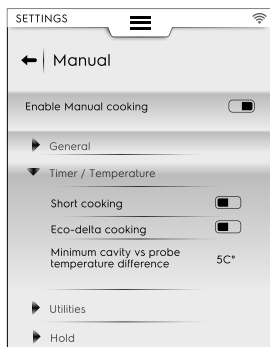 SETTINGS
Manual
Enable Manual cooking
General
Timer / Temperature
Short cooking
Eco-delta cooking
Minimum cavity vs probe
temperature difference
5C°
Utilities
Hold